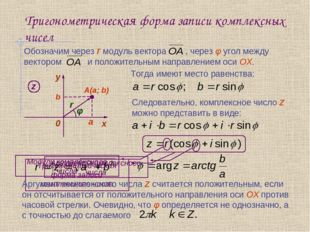 Тригонометрическая форма записи комплексных
чисел
Обозначим через r модуль вектора OA , через φ угол между
вектором OA и положительным направлением оси OX.
Тогда имеют место равенства:
a = r cos φ; b = r sin φ
Следовательно, комплексное число z
можно представить в виде:
a + i·b = r cos φ + i·r sin φ
z = r(cos φ + i sin φ)
z
y
b
A(a; b)
r
φ
0
a
x
φ = arg z = arctg b/a
Аргумент комплексного числа z считается положительным, если
он отсчитывается от положительного направления оси OX против
часовой стрелки. Очевидно, что φ определяется не однозначно, а
с точностью до слагаемого 2πk k ∈ Z.